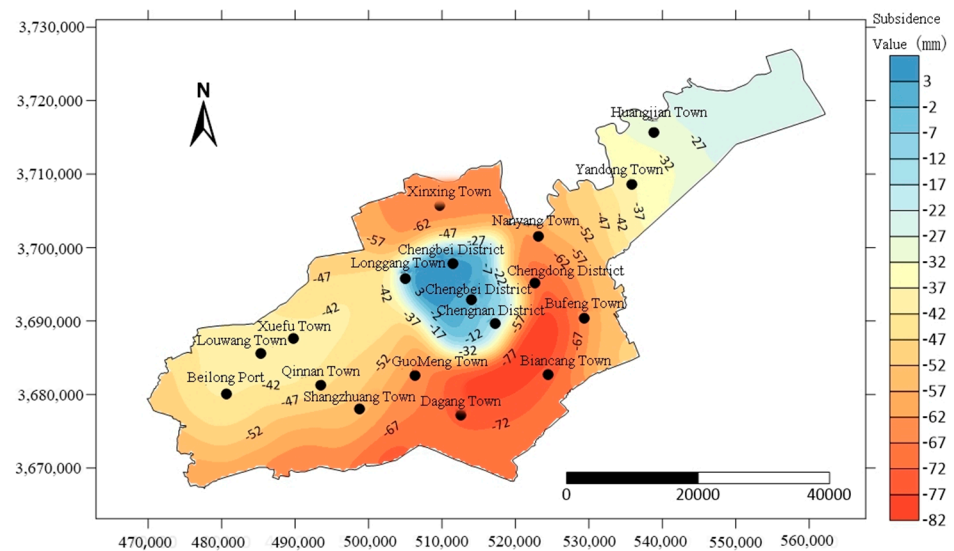 3,730,000
3,720,000
3,710,000
3,700,000
3,690,000
3,680,000
3,670,000
470,000 480,000 490,000 500,000 510,000 520,000 530,000 540,000 550,000 560,000
N
Huangjian Town
-27
-32
Yandong Town
-37
-42
-47
-52
-57
-62
Xinxing Town
-62
-57
-47
-27
Nanyang Town
Chengbei District
Longgang Town
Chengdong District
-7
-22
-47
-42
-42
3
Chengbei District
-2
Bufeng Town
Chengnan District
-37
-17
-12
-57
-67
-32
-77
Xuefu Town
Louwang Town
-52
GuoMeng Town
Biancang Town
Qinnan Town
Beilong Port
-42
-47
Shangzhuang Town
Dagang Town
-52
-67
-72
0 20000 40000
Subsidence
Value (mm)
3
-2
-7
-12
-17
-22
-27
-32
-37
-42
-47
-52
-57
-62
-67
-72
-77
-82